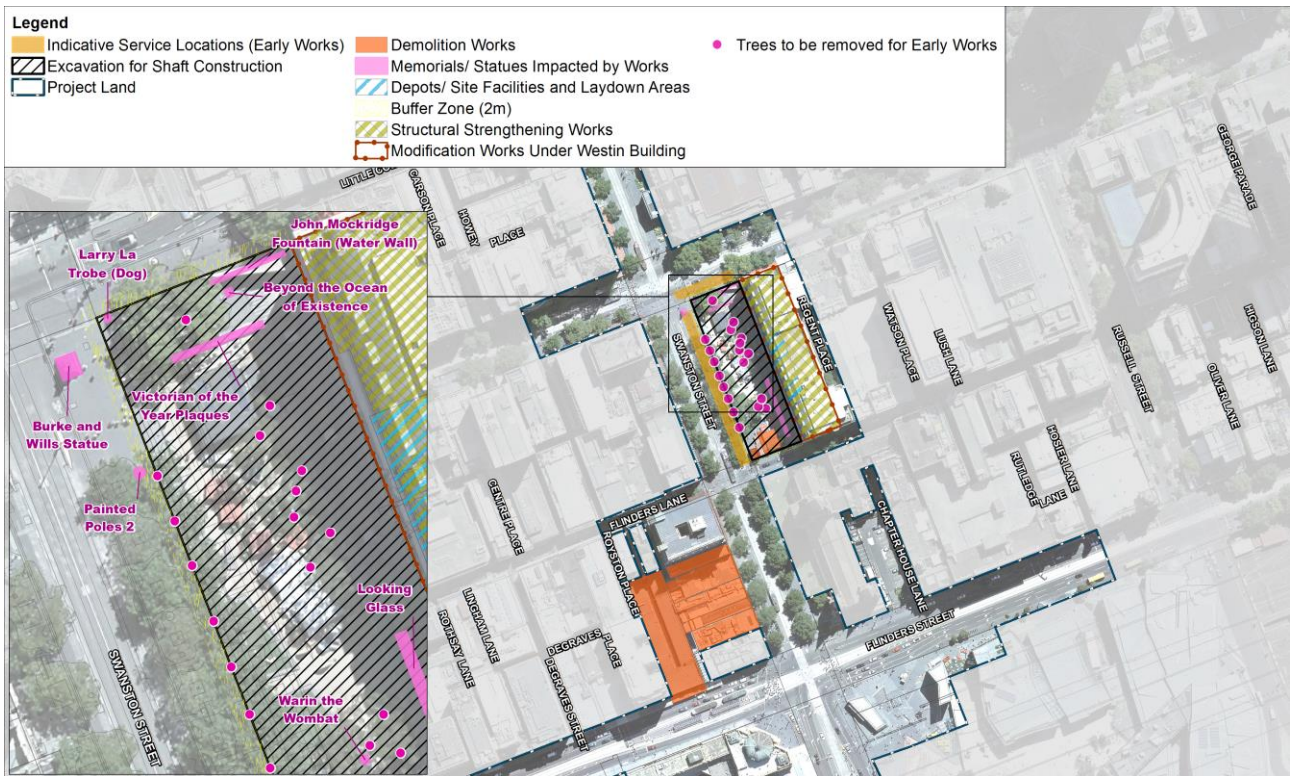 Legend
Indicative Service Locations (Early Works)
Excavation for Shaft Construction
Project Land
Demolition Works
Memorials/ Statues Impacted by Works
Depots/ Site Facilities and Laydown Areas
Buffer Zone (2m)
Structural Strengthening Works
Modification Works Under Westin Building
Trees to be removed for Early Works
John Mockridge
Fountain (Water Wall)
Larry La
Trobe (Dog)
Beyond the Ocean
of Existence
Victorian of the
Year Plaques
Burke and
Wills Statue
Painted
Poles 2
Looking
Glass
Warin the
Wombat
SWANSTON STREET
LITTLE
CARSON PLACE
HOWEY
PLACE
GEORGE PARADE
REGENT PLACE
SWANSTON STREET
WATSON PLACE
LUSH LANE
RUSSELL STREET
HIGSON LANE
OLIVER LANE
HOSIER LANE
RUTLEDGE
LANE
CENTRE PLACE
FLINDERS LANE
ROYSTON PLACE
CHAPTER HOUSE LANE
LINGHAM LANE
ROTHSAY LANE
DEGRAVES
PLACE
DEGRAVES STREET
FLINDERS STREET